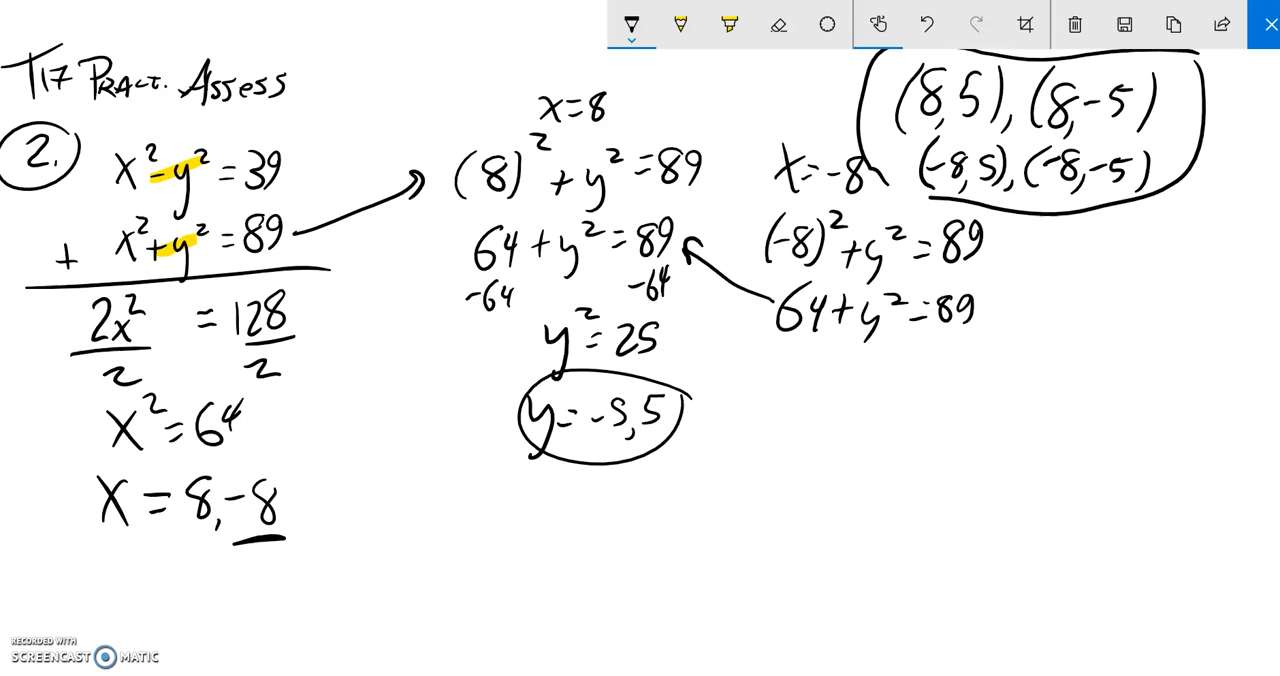 T17 PRACT. ASSESS
2.
x² - y² = 39
+ x² + y² = 89
2x² = 128
2 2
x² = 64
x = 8, -8
x = 8
(8)² + y² = 89
64 + y² = 89
-64 -64
y² = 25
y = -5, 5
x = -8
(-8)² + y² = 89
64 + y² = 89
(8, 5), (8, -5)
(-8, 5), (-8, -5)
RECORDED WITH
SCREENCAST MATIC